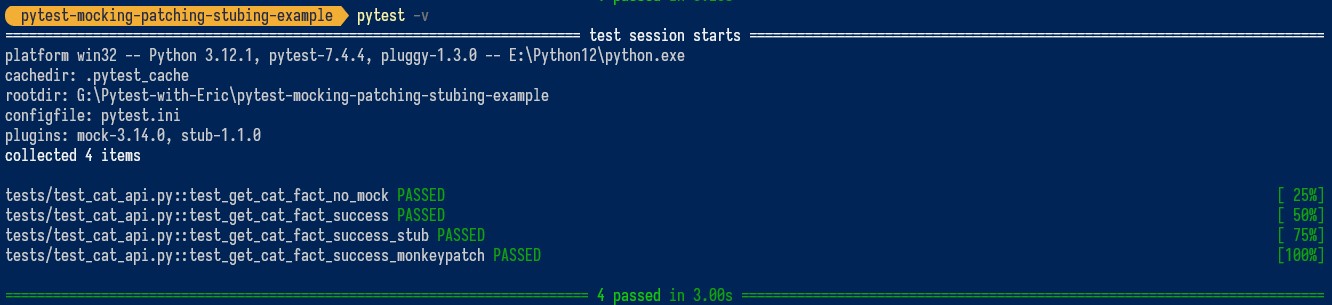 pytest-mocking-patching-stubing-example pytest -v
============================== test session starts ==============================
platform win32 -- Python 3.12.1, pytest-7.4.4, pluggy-1.3.0 -- E:\Python12\python.exe
cachedir: .pytest_cache
rootdir: G:\Pytest-with-Eric\pytest-mocking-patching-stubing-example
configfile: pytest.ini
plugins: mock-3.14.0, stub-1.1.0
collected 4 items
tests/test_cat_api.py::test_get_cat_fact_no_mock PASSED [ 25%]
tests/test_cat_api.py::test_get_cat_fact_success PASSED [ 50%]
tests/test_cat_api.py::test_get_cat_fact_success_stub PASSED [ 75%]
tests/test_cat_api.py::test_get_cat_fact_success_monkeypatch PASSED [100%]
============================== 4 passed in 3.00s ==============================